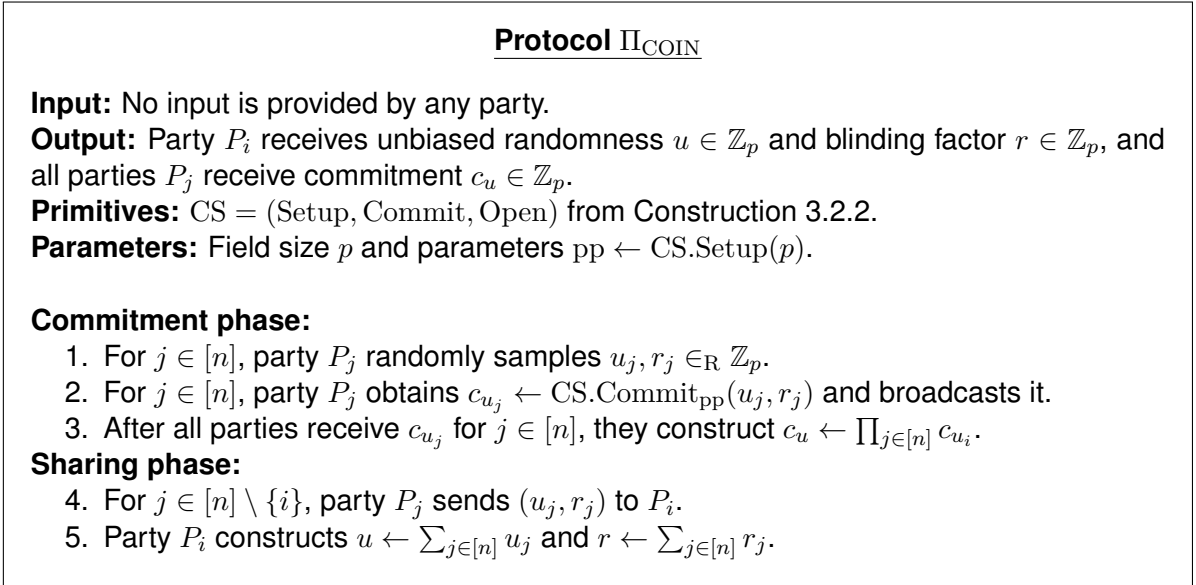 Protocol Π_COIN
Input: No input is provided by any party.
Output: Party P_i receives unbiased randomness u ∈ ℤ_p and blinding factor r ∈ ℤ_p, and
all parties P_j receive commitment c_u ∈ ℤ_p.
Primitives: CS = (Setup, Commit, Open) from Construction 3.2.2.
Parameters: Field size p and parameters pp ← CS.Setup(p).
Commitment phase:
1. For j ∈ [n], party P_j randomly samples u_j, r_j ∈_R ℤ_p.
2. For j ∈ [n], party P_j obtains c_{u_j} ← CS.Commit_pp(u_j, r_j) and broadcasts it.
3. After all parties receive c_{u_j} for j ∈ [n], they construct c_u ← ∏_{j∈[n]} c_{u_i}.
Sharing phase:
4. For j ∈ [n] \ {i}, party P_j sends (u_j, r_j) to P_i.
5. Party P_i constructs u ← ∑_{j∈[n]} u_j and r ← ∑_{j∈[n]} r_j.